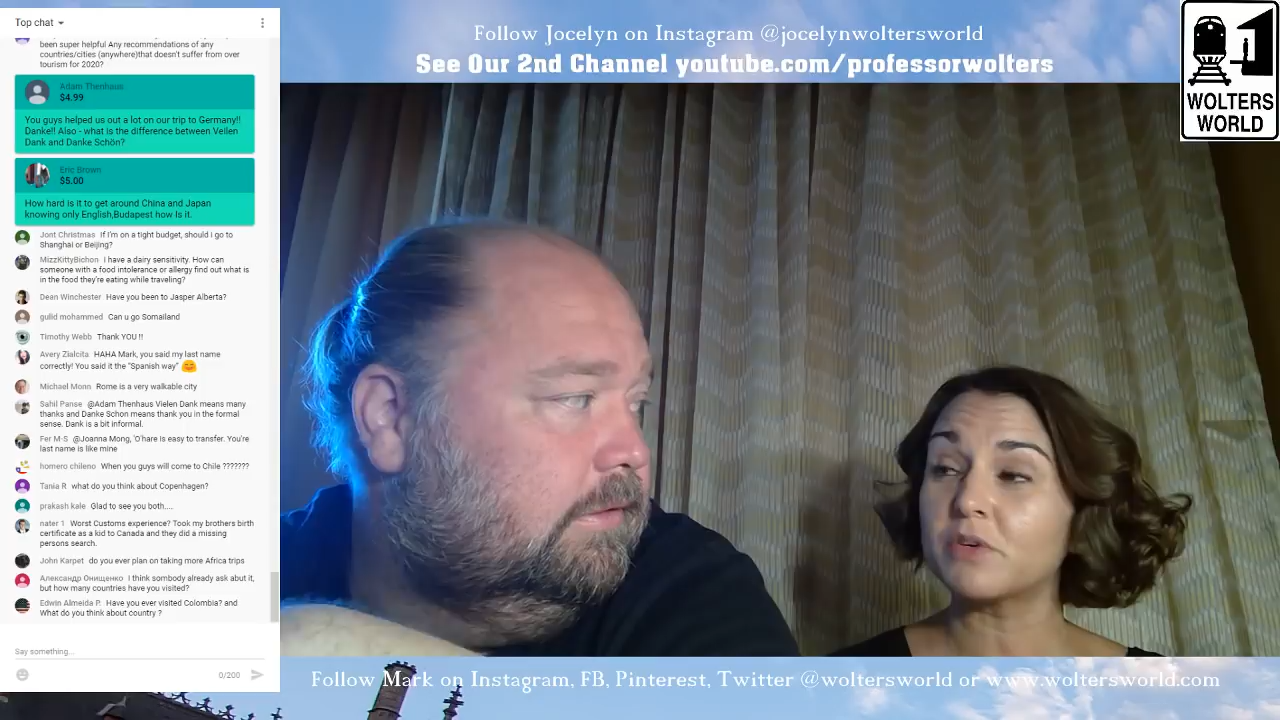 Top chat
been super helpful Any recommendations of any
countries/cities (anywhere)that doesn't suffer from over
tourism for 2020?
Adam Thenhaus
$4.99
You guys helped us out a lot on our trip to Germany!!
Danke!! Also - what is the difference between Veilen
Dank and Danke Schön?
Eric Brown
$5.00
How hard is it to get around China and Japan
knowing only English,Budapest how Is it.
Jont Christmas If I'm on a tight budget, should i go to
Shanghai or Beijing?
MizzKittyBichon I have a dairy sensitivity. How can
someone with a food intolerance or allergy find out what is
in the food they're eating while traveling?
Dean Winchester Have you been to Jasper Alberta?
gulid mohammed Can u go Somailand
Timothy Webb Thank YOU !!
Avery Zialcita HAHA Mark, you said my last name
correctly! You said it the "Spanish way"
Michael Monn Rome is a very walkable city
Sahil Panse @Adam Thenhaus Vielen Dank means many
thanks and Danke Schon means thank you in the formal
sense. Dank is a bit informal.
Fer M-S @Joanna Mong, 'O'hare is easy to transfer. You're
last name is like mine
homero chileno When you guys will come to Chile ???????
Tania R what do you think about Copenhagen?
prakash kale Glad to see you both....
nater 1 Worst Customs experience? Took my brothers birth
certificate as a kid to Canada and they did a missing
persons search.
John Karpet do you ever plan on taking more Africa trips
Александр Онищенко I think sombody already ask abut it,
but how many countries have you visited?
Edwin Almeida P. Have you ever visited Colombia? and
What do you think about country ?
Say something...
0/200
Follow Jocelyn on Instagram @jocelynwoltersworld
See Our 2nd Channel youtube.com/professorwolters
WOLTERS
WORLD
Follow Mark on Instagram, FB, Pinterest, Twitter @woltersworld or www.woltersworld.com